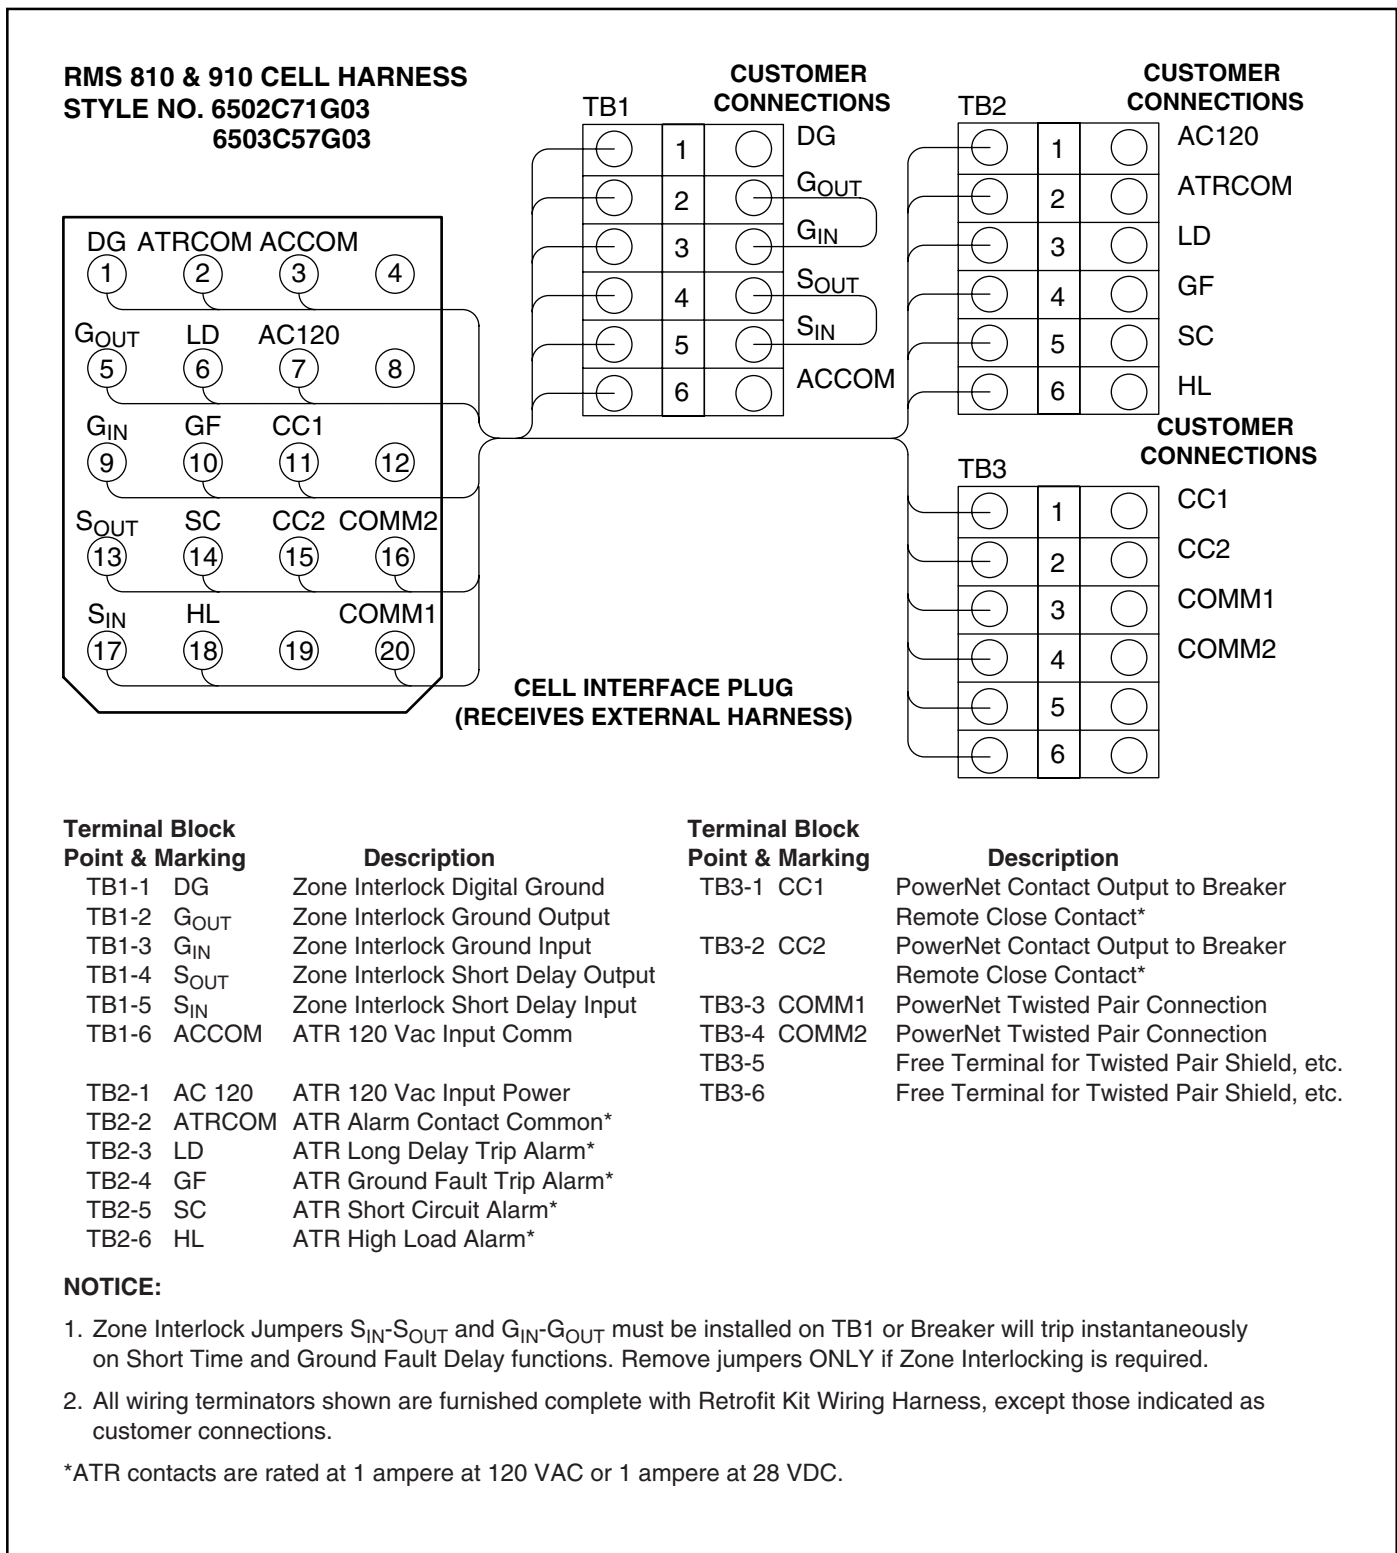 RMS 810 & 910 CELL HARNESS
STYLE NO. 6502C71G03
6503C57G03
DG ATRCOM ACCOM
1 2 3 4
GOUT LD AC120
5 6 7 8
GIN GF CC1
9 10 11 12
SOUT SC CC2 COMM2
13 14 15 16
SIN HL COMM1
17 18 19 20
TB1
CUSTOMER
CONNECTIONS
1 DG
2 GOUT
3 GIN
4 SOUT
5 SIN
6 ACCOM
TB2
CUSTOMER
CONNECTIONS
1 AC120
2 ATRCOM
3 LD
4 GF
5 SC
6 HL
TB3
CUSTOMER
CONNECTIONS
1 CC1
2 CC2
3 COMM1
4 COMM2
5
6
CELL INTERFACE PLUG
(RECEIVES EXTERNAL HARNESS)
Terminal Block
Point & Marking Description
TB1-1 DG Zone Interlock Digital Ground
TB1-2 GOUT Zone Interlock Ground Output
TB1-3 GIN Zone Interlock Ground Input
TB1-4 SOUT Zone Interlock Short Delay Output
TB1-5 SIN Zone Interlock Short Delay Input
TB1-6 ACCOM ATR 120 Vac Input Comm
TB2-1 AC 120 ATR 120 Vac Input Power
TB2-2 ATRCOM ATR Alarm Contact Common*
TB2-3 LD ATR Long Delay Trip Alarm*
TB2-4 GF ATR Ground Fault Trip Alarm*
TB2-5 SC ATR Short Circuit Alarm*
TB2-6 HL ATR High Load Alarm*
Terminal Block
Point & Marking Description
TB3-1 CC1 PowerNet Contact Output to Breaker
Remote Close Contact*
TB3-2 CC2 PowerNet Contact Output to Breaker
Remote Close Contact*
TB3-3 COMM1 PowerNet Twisted Pair Connection
TB3-4 COMM2 PowerNet Twisted Pair Connection
TB3-5 Free Terminal for Twisted Pair Shield, etc.
TB3-6 Free Terminal for Twisted Pair Shield, etc.
NOTICE:
1. Zone Interlock Jumpers SIN-SOUT and GIN-GOUT must be installed on TB1 or Breaker will trip instantaneously
on Short Time and Ground Fault Delay functions. Remove jumpers ONLY if Zone Interlocking is required.
2. All wiring terminators shown are furnished complete with Retrofit Kit Wiring Harness, except those indicated as
customer connections.
*ATR contacts are rated at 1 ampere at 120 VAC or 1 ampere at 28 VDC.